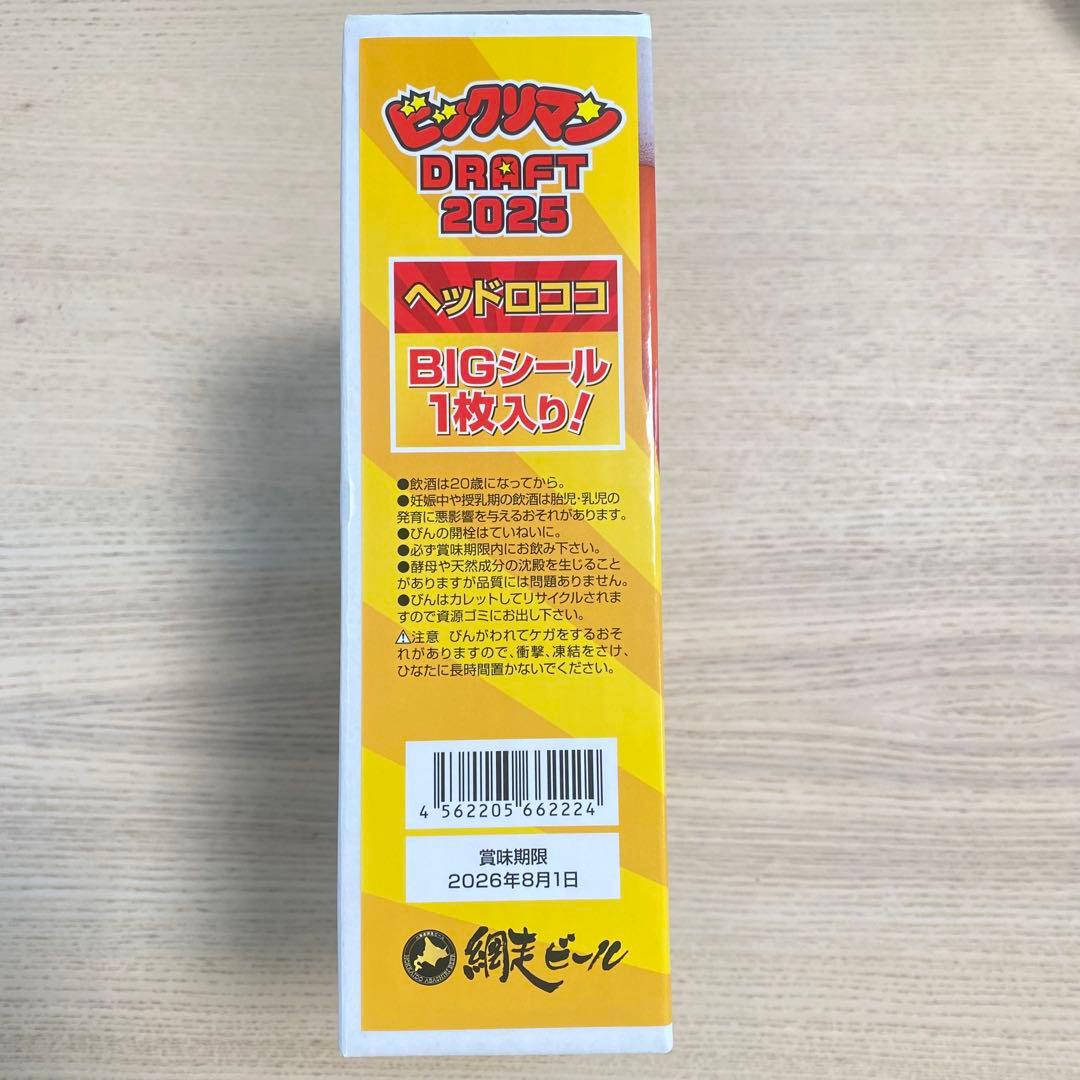 ビックリマン
DRAFT
2025
ヘッドロココ
BIGシール
1枚入り!
●飲酒は20歳になってから。
●妊娠中や授乳期の飲酒は胎児・乳児の
発育に悪影響を与えるおそれがあります。
●びんの開栓はていねいに。
●必ず賞味期限内にお飲み下さい。
●酵母や天然成分の沈殿を生じること
がありますが品質には問題ありません。
●びんはカレットしてリサイクルされま
すので資源ゴミにお出し下さい。
⚠注意 びんがわれてケガをするおそ
れがありますので、衝撃、凍結をさけ、
ひなたに長時間置かないでください。
4 562205 662224
賞味期限
2026年8月1日
網走ビール